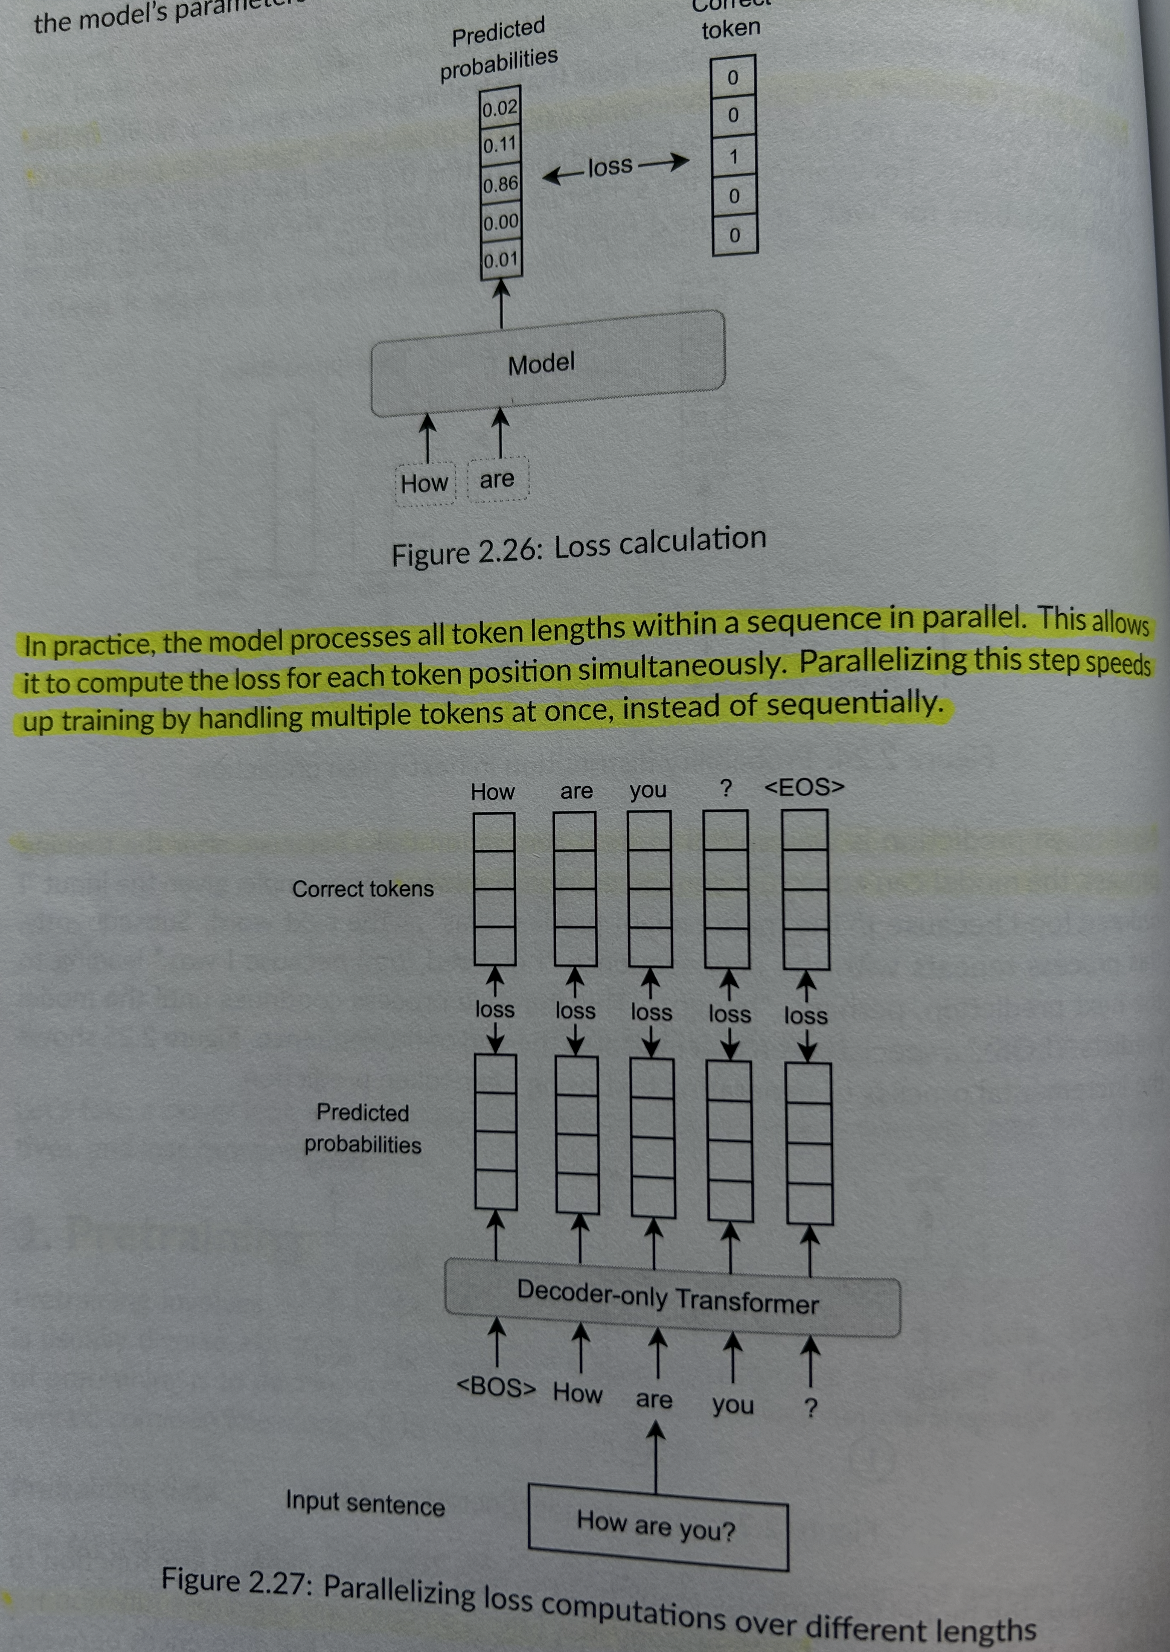 the model's parameters
Predicted
probabilities
Correct
token
0.02
0.11
0.86
0.00
0.01
loss
0
0
1
0
0
Model
How are
Figure 2.26: Loss calculation
In practice, the model processes all token lengths within a sequence in parallel. This allows
it to compute the loss for each token position simultaneously. Parallelizing this step speeds
up training by handling multiple tokens at once, instead of sequentially.
How are you ? <EOS>
Correct tokens
loss loss loss loss loss
Predicted
probabilities
Decoder-only Transformer
<BOS> How are you ?
Input sentence
How are you?
Figure 2.27: Parallelizing loss computations over different lengths